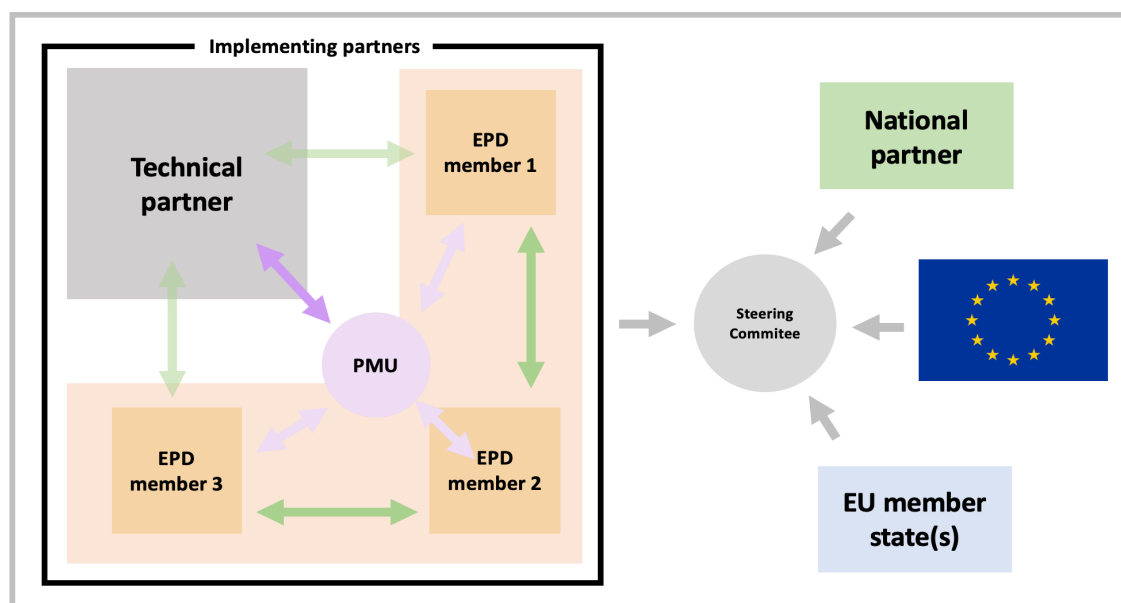 Implementing partners
Technical
partner
EPD
member 1
PMU
EPD
member 3
EPD
member 2
National
partner
Steering
Commitee
EU member
state(s)